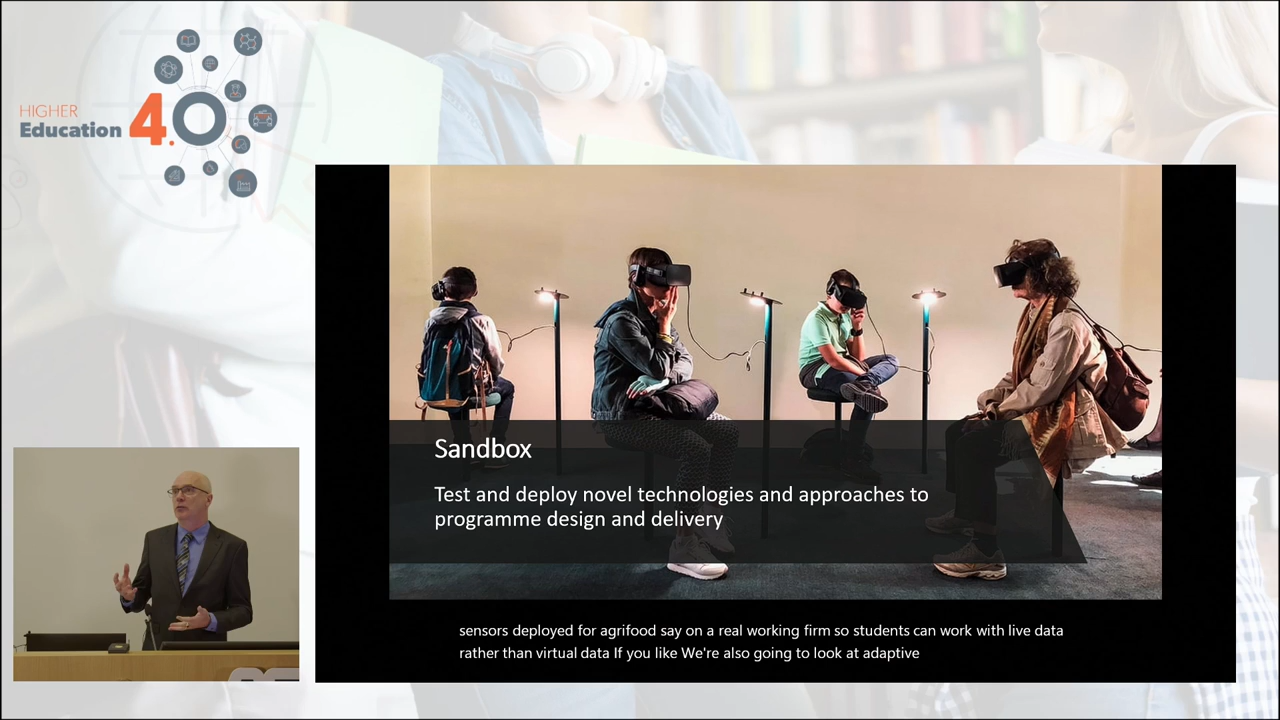 HIGHER
Education 4.0
Sandbox
Test and deploy novel technologies and approaches to
programme design and delivery
sensors deployed for agrifood say on a real working firm so students can work with live data
rather than virtual data If you like We're also going to look at adaptive